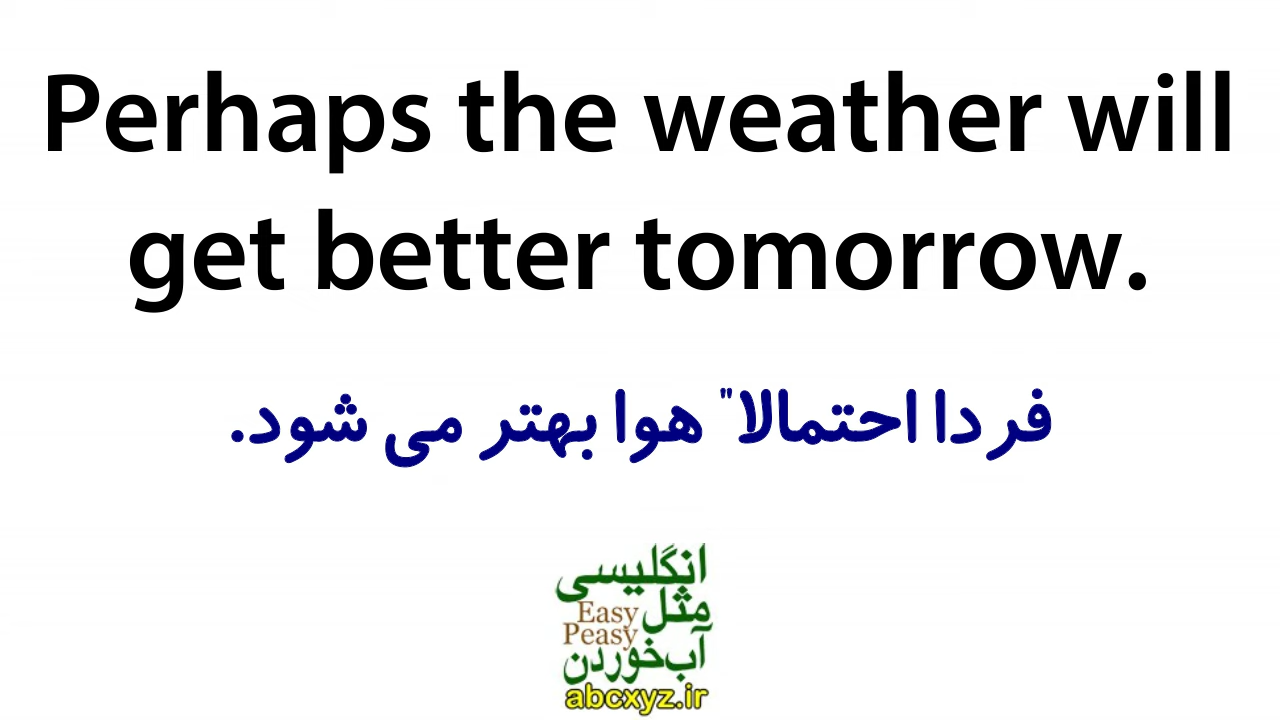 Perhaps the weather will
get better tomorrow.
فردا احتمالا" هوا بهتر می شود.
انگلیسی
مثل Easy
Peasy
آب خوردن
abcxyz.ir